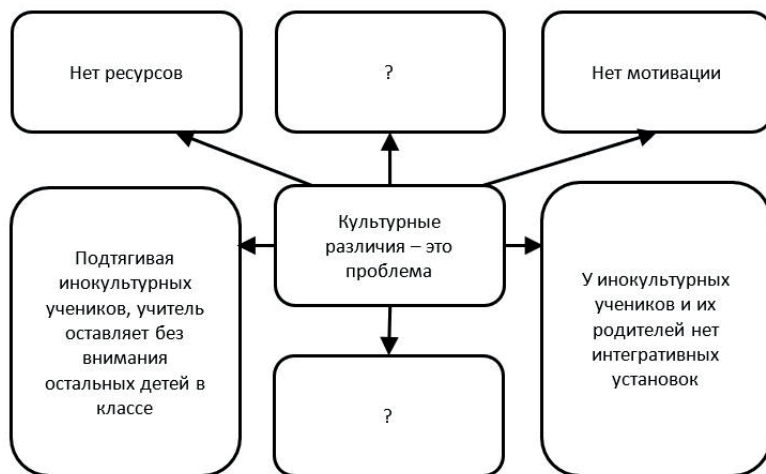 Нет ресурсов
?
Нет мотивации
Культурные
различия – это
проблема
Подтягивая
инокультурных
учеников, учитель
оставляет без
внимания
остальных детей в
классе
У инокультурных
учеников и их
родителей нет
интегративных
установок
?